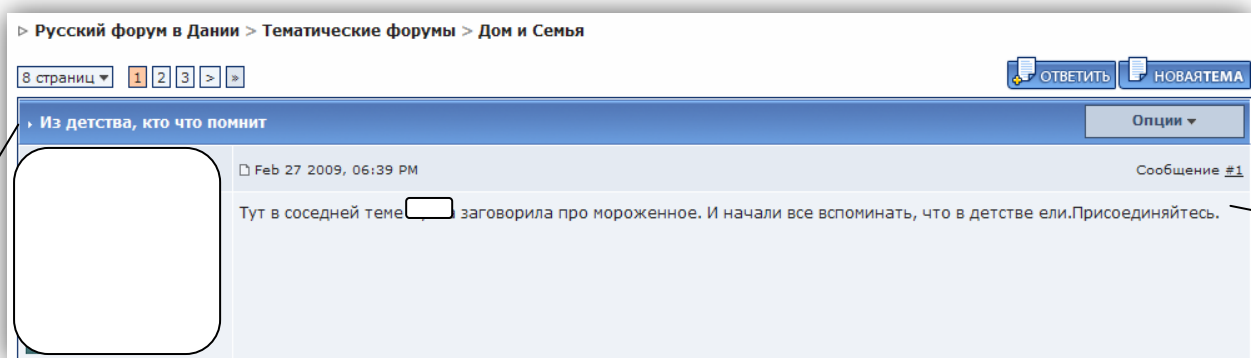 Русский форум в Дании > Тематические форумы > Дом и Семья
8 страниц 1 2 3 > »
ОТВЕТИТЬ НОВАЯТЕМА
Из детства, кто что помнит Опции
Feb 27 2009, 06:39 PM Сообщение #1
Тут в соседней теме заговорила про мороженное. И начали все вспоминать, что в детстве ели.Присоединяйтесь.